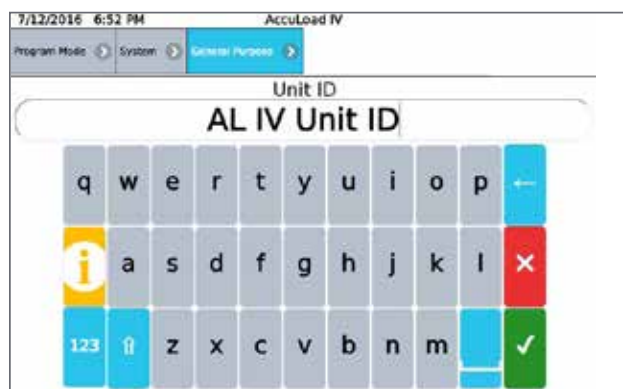 7/12/2016 6:52 PM AccuLoad IV
Program Mode System General Purpose
Unit ID
AL IV Unit ID
q w e r t y u i o p ←
i a s d f g h j k l ✕
123 ⇧ z x c v b n m ✓